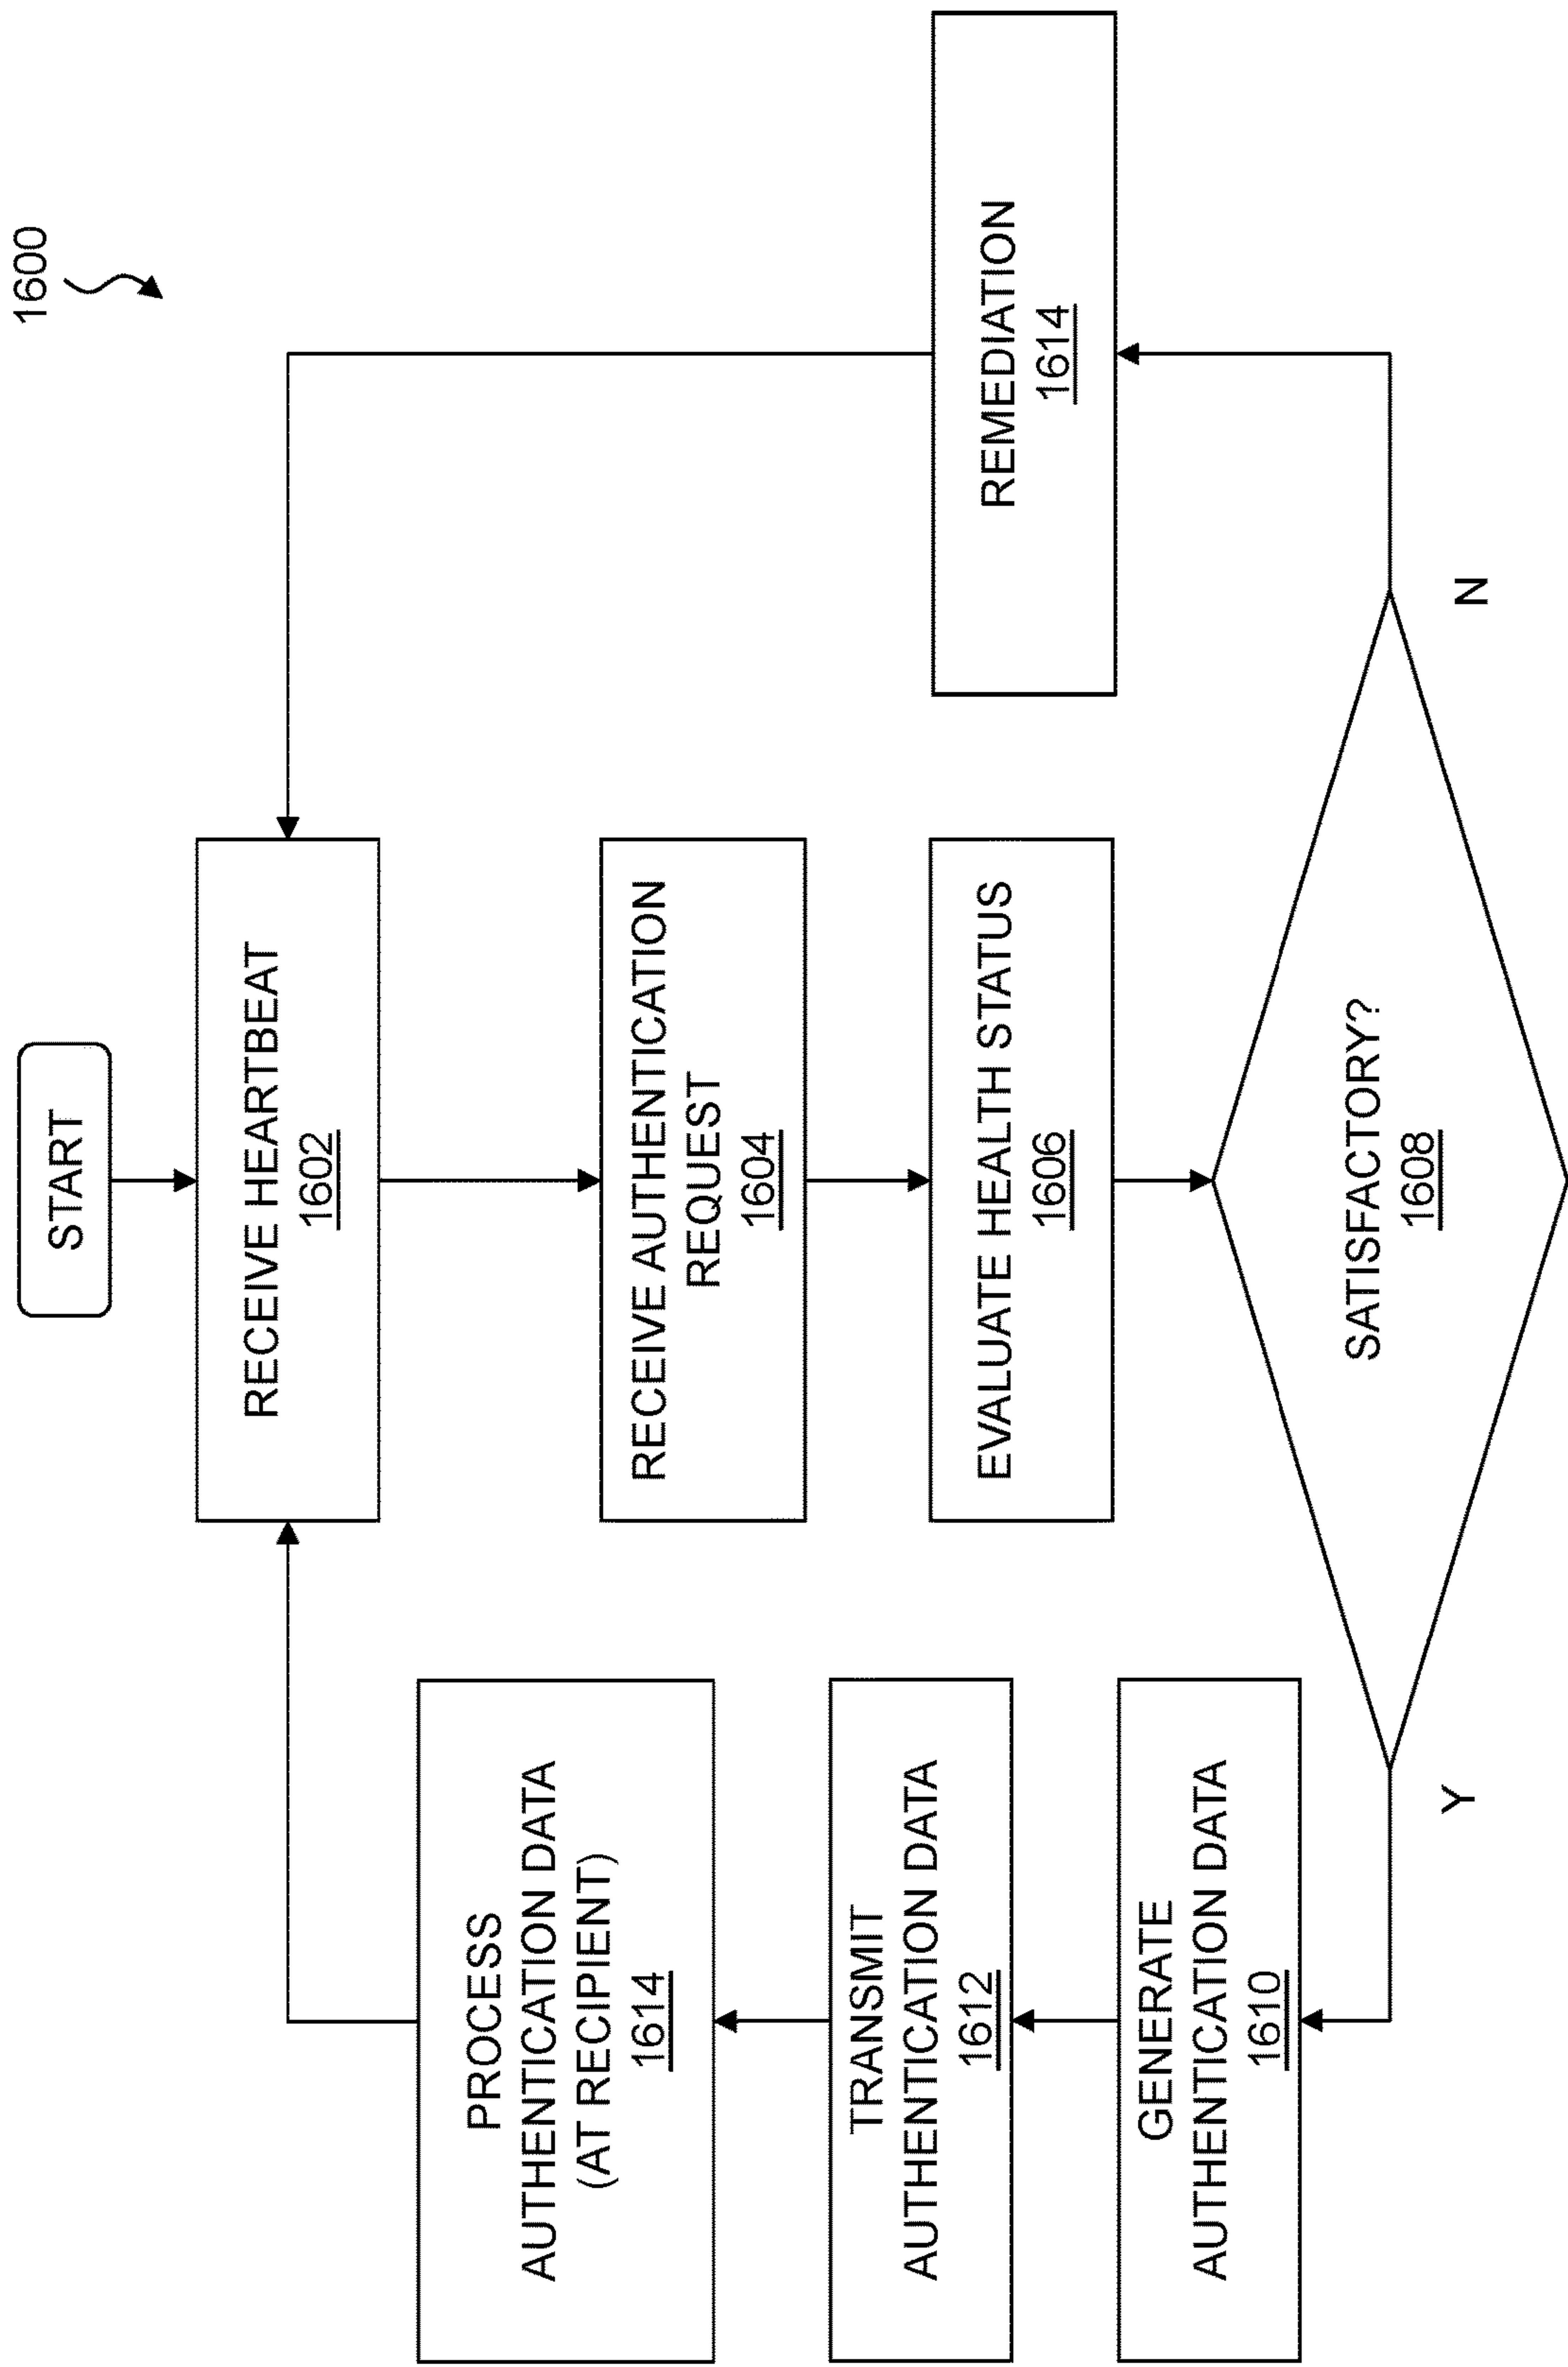 1600
START
RECEIVE HEARTBEAT
1602
RECEIVE AUTHENTICATION
REQUEST
1604
EVALUATE HEALTH STATUS
1606
SATISFACTORY?
1608
Y
N
GENERATE
AUTHENTICATION DATA
1610
TRANSMIT
AUTHENTICATION DATA
1612
PROCESS
AUTHENTICATION DATA
(AT RECIPIENT)
1614
REMEDIATION
1614